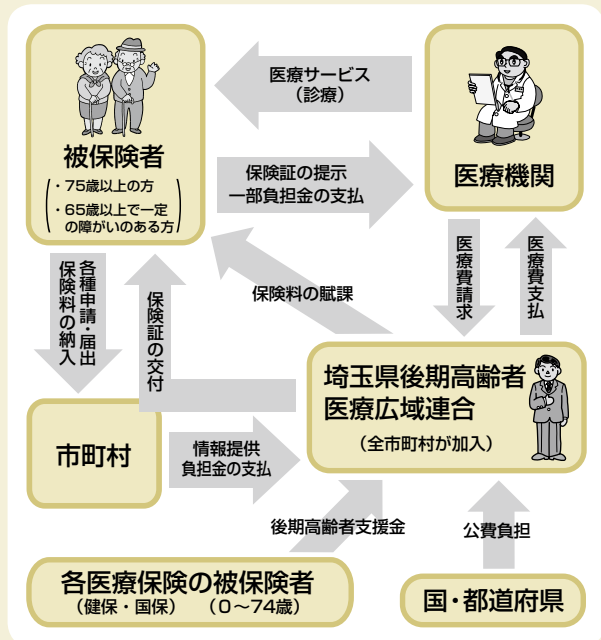 医療サービス
（診療）
被保険者
・75歳以上の方
・65歳以上で一定
の障がいのある方
医療機関
保険証の提示
一部負担金の支払
各種申請・届出
保険料の納入
保険証の交付
保険料の賦課
医療費請求
医療費支払
埼玉県後期高齢者
医療広域連合
（全市町村が加入）
市町村
情報提供
負担金の支払
後期高齢者支援金
公費負担
各医療保険の被保険者
（健保・国保）　（0～74歳）
国・都道府県